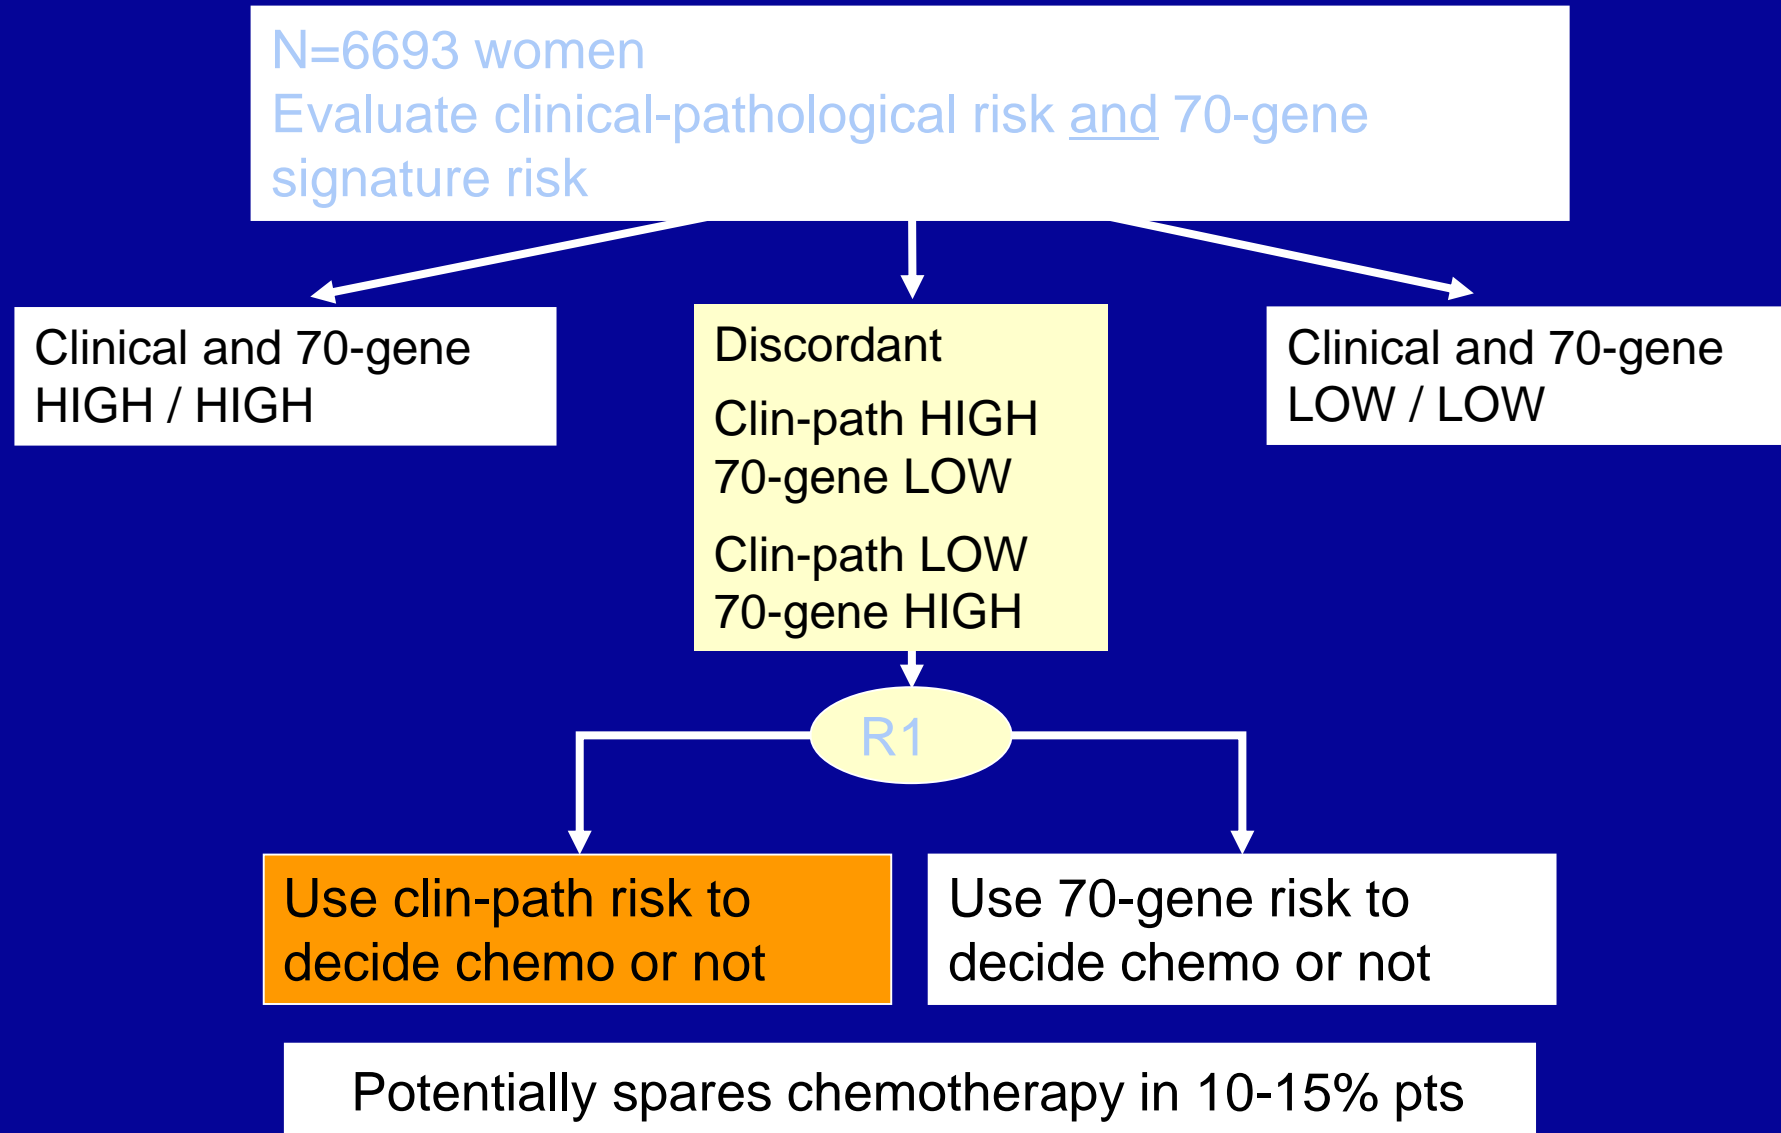 N=6693 women
Evaluate clinical-pathological risk and 70-gene
signature risk
Clinical and 70-gene
HIGH / HIGH
Discordant
Clin-path HIGH
70-gene LOW
Clin-path LOW
70-gene HIGH
Clinical and 70-gene
LOW / LOW
R1
Use clin-path risk to
decide chemo or not
Use 70-gene risk to
decide chemo or not
Potentially spares chemotherapy in 10-15% pts